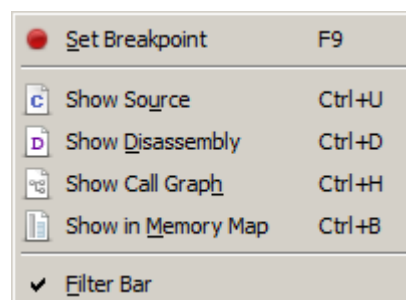 Set Breakpoint F9
C Show Source Ctrl+U
D Show Disassembly Ctrl+D
Show Call Graph Ctrl+H
Show in Memory Map Ctrl+B
Filter Bar